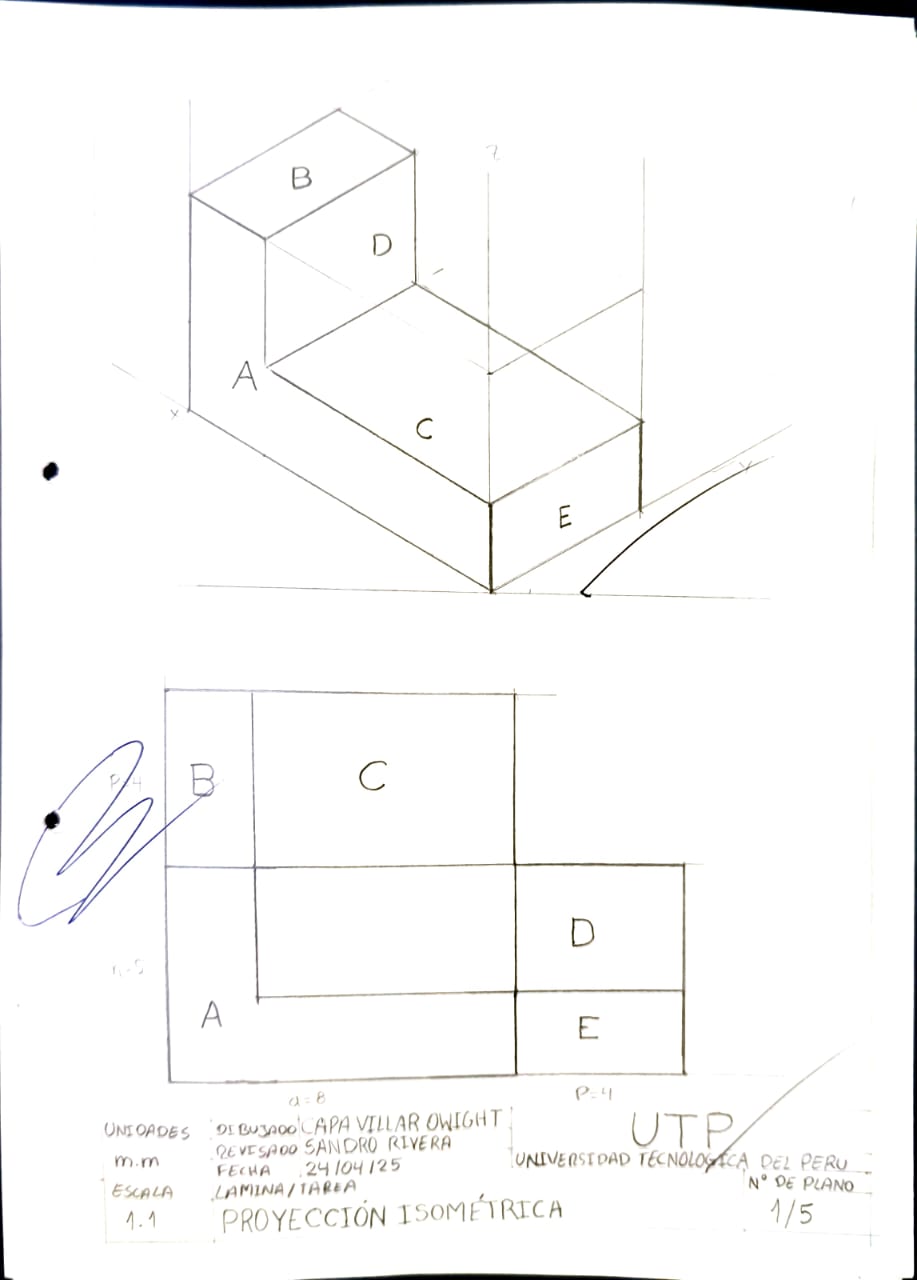 Z
B
D
A
X
C
Y
E
P=4
B
C
D
A
E
a=8
P=4
UNIDADES
m.m
ESCALA
1.1
DIBUJADO CAPA VILLAR OWIGHT
REVISADO SANDRO RIVERA
FECHA 24/04/25
LAMINA/TAREA
PROYECCIÓN ISOMÉTRICA
UTP
UNIVERSIDAD TECNOLOGICA DEL PERU
N° DE PLANO
1/5